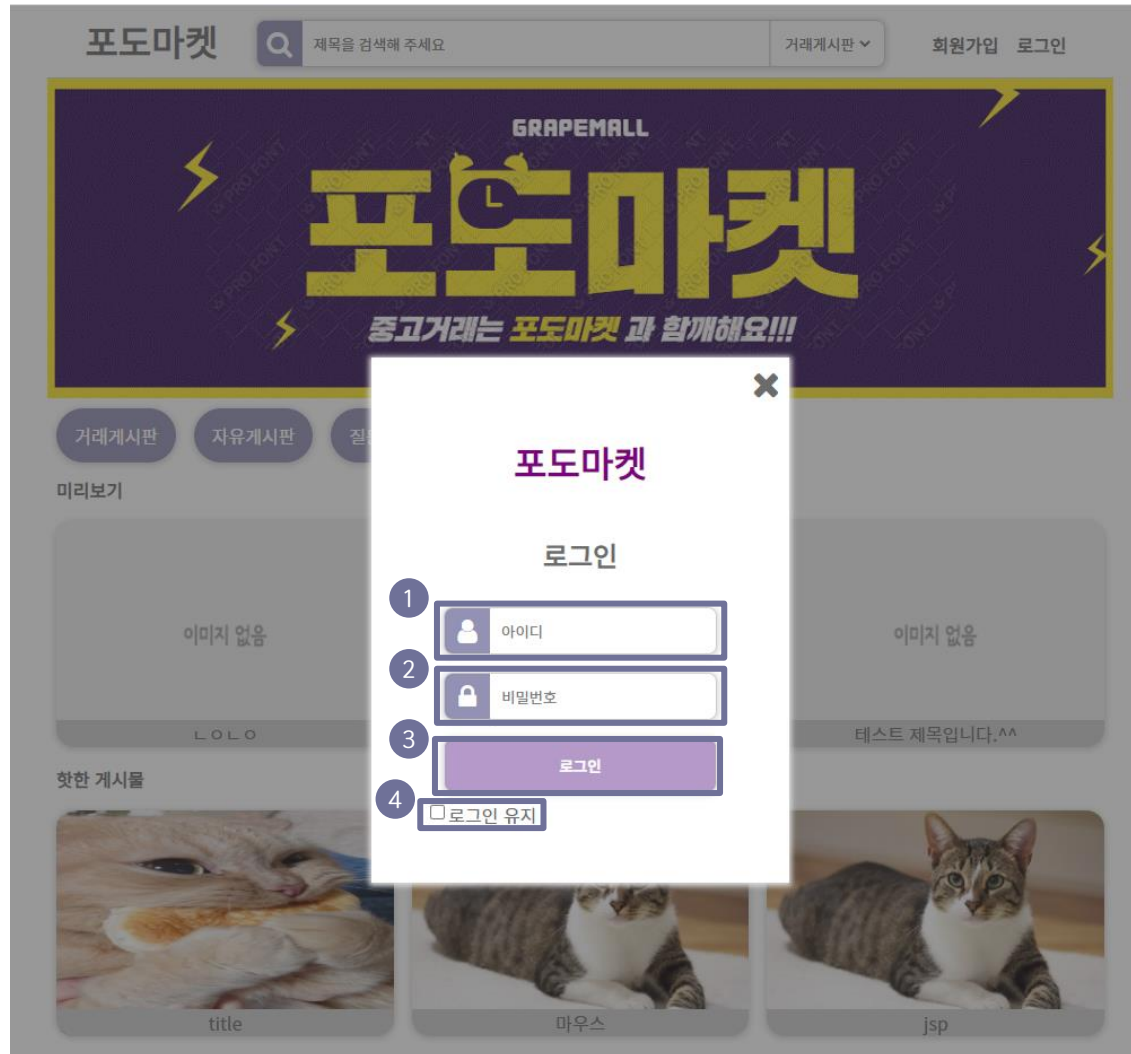 포도마켓
제목을 검색해 주세요
거래게시판
회원가입 로그인
GRAPEMALL
포도마켓
중고거래는 포도마켓 과 함께해요!!!
거래게시판
자유게시판
질
미리보기
포도마켓
로그인
1
아이디
2
비밀번호
3
로그인
4
로그인 유지
이미지 없음
이미지 없음
ㄴㅇㄴㅇ
테스트 제목입니다.^^
핫한 게시물
title
마우스
jsp